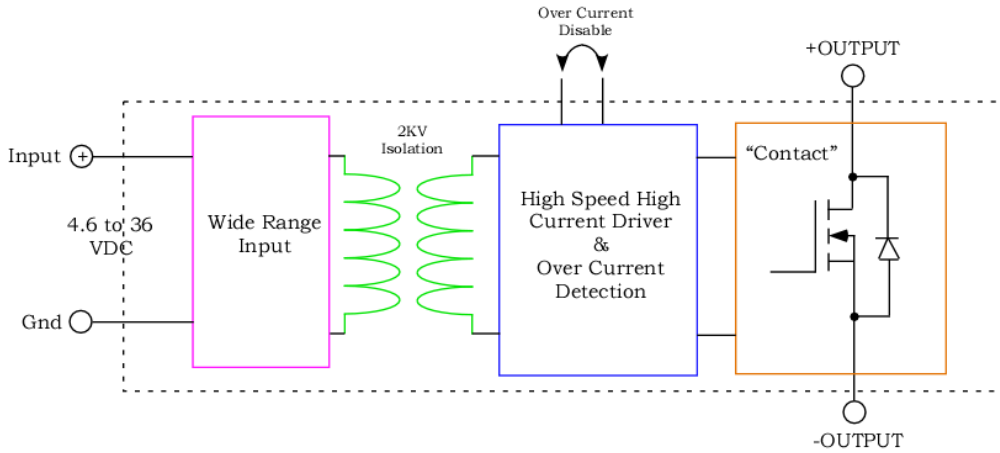 Over Current
Disable
+OUTPUT
Input
+
4.6 to 36
VDC
Gnd
Wide Range
Input
2KV
Isolation
High Speed High
Current Driver
&
Over Current
Detection
“Contact”
-OUTPUT